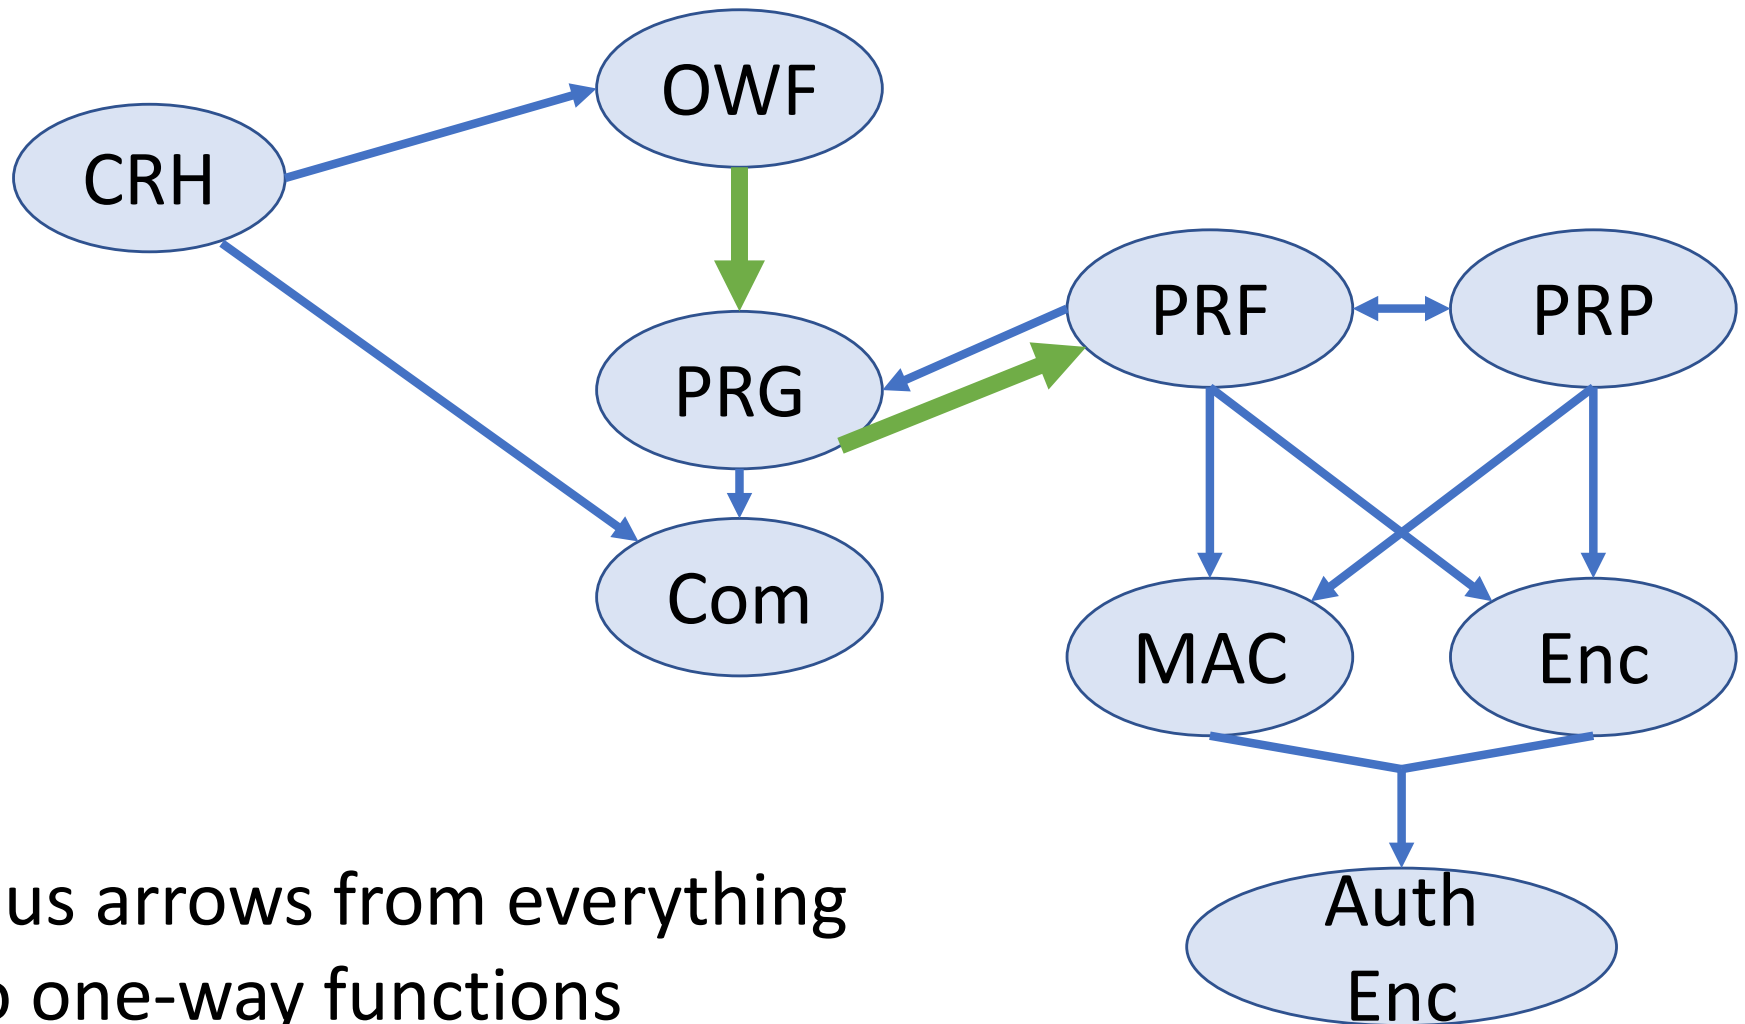 OWF
CRH
PRF
PRP
PRG
Com
MAC
Enc
us arrows from everything
one-way functions
Auth
Enc